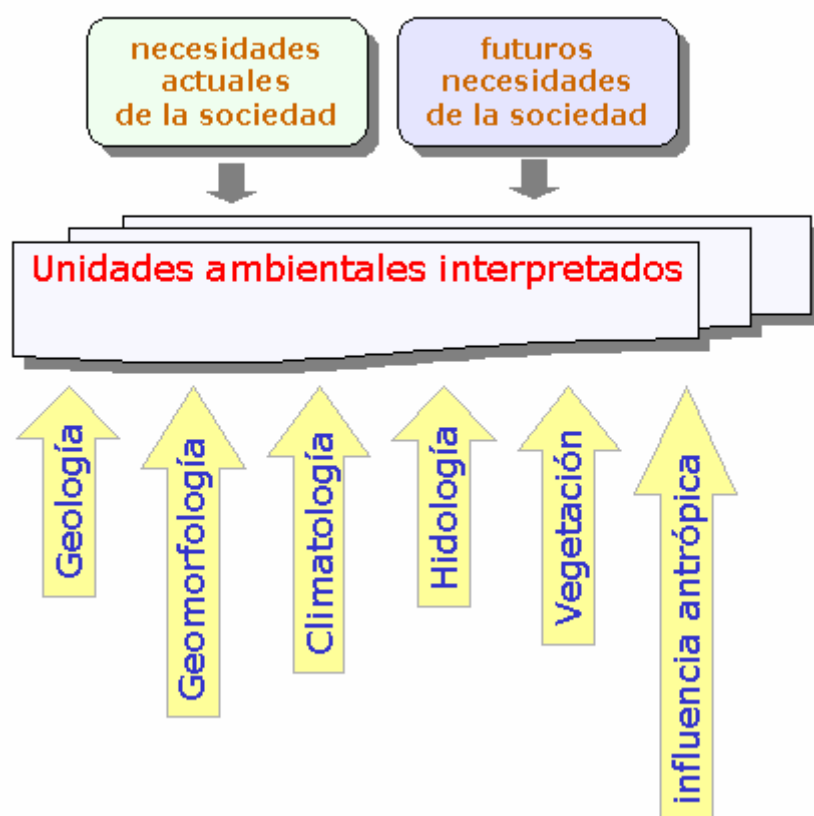 necesidades
actuales
de la sociedad
futuros
necesidades
de la sociedad
Unidades ambientales interpretados
Geología
Geomorfología
Climatología
Hidología
Vegetación
influencia antrópica